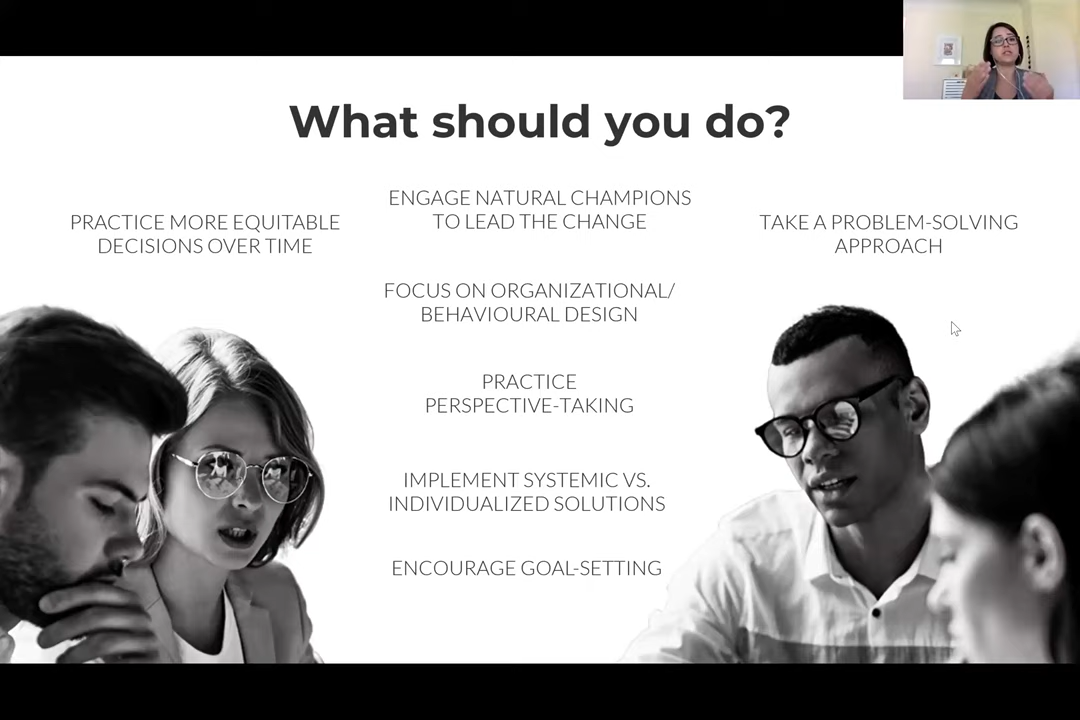 What should you do?
PRACTICE MORE EQUITABLE
DECISIONS OVER TIME
ENGAGE NATURAL CHAMPIONS
TO LEAD THE CHANGE
TAKE A PROBLEM-SOLVING
APPROACH
FOCUS ON ORGANIZATIONAL/
BEHAVIOURAL DESIGN
PRACTICE
PERSPECTIVE-TAKING
IMPLEMENT SYSTEMIC VS.
INDIVIDUALIZED SOLUTIONS
ENCOURAGE GOAL-SETTING